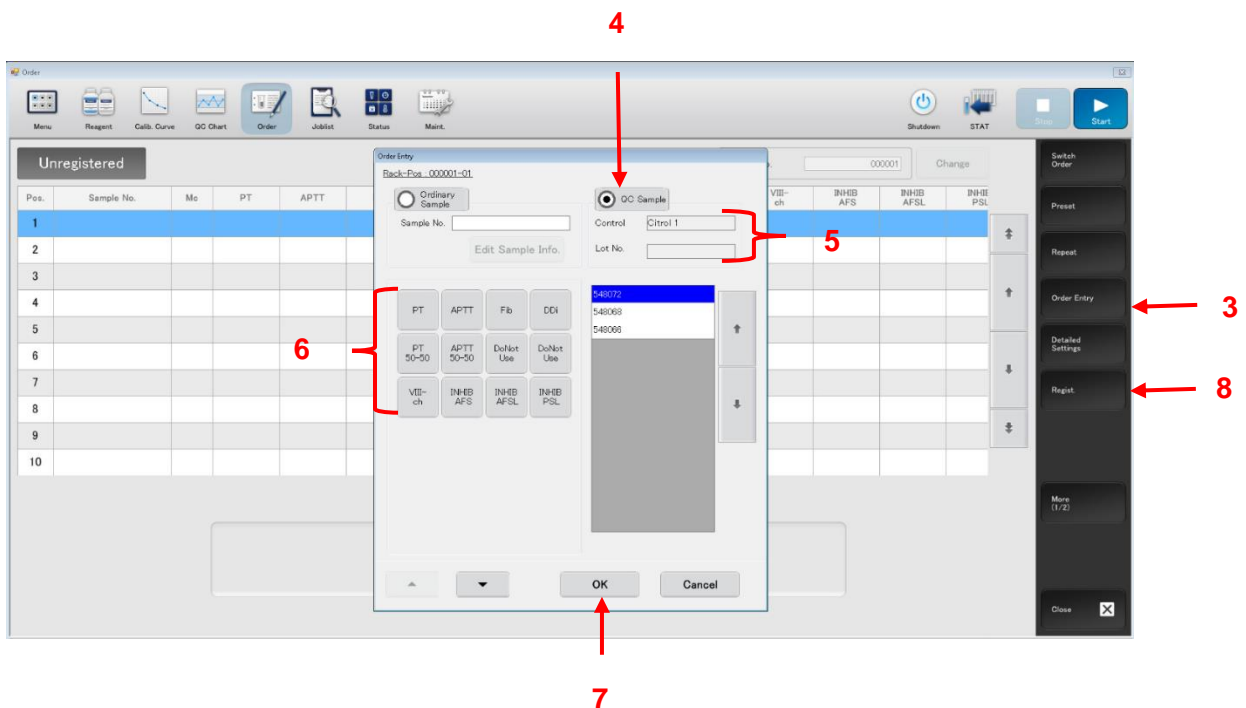 4
Order
Menu Reagent Calib. Curve QC Chart Order Joblist Status Maint. Shutdown STAT Stop Start
Unregistered
000001 Change
Pos. Sample No. Mc PT APTT VIII-ch INHIB AFS INHIB AFSL INHIB PSL
1
2
3
4
5
6
7
8
9
10
Order Entry
Rack-Pos : 000001-01
Ordinary Sample
Sample No.
Edit Sample Info.
QC Sample
Control Citrol 1
Lot No.
5
6
PT APTT Fib DDi
PT 50-50 APTT 50-50 DoNot Use DoNot Use
VIII-ch INHIB AFS INHIB AFSL INHIB PSL
548072
548068
548066
OK Cancel
Switch Order
Preset
Repeat
Order Entry
3
Detailed Settings
Regist.
8
More (1/2)
Close
7